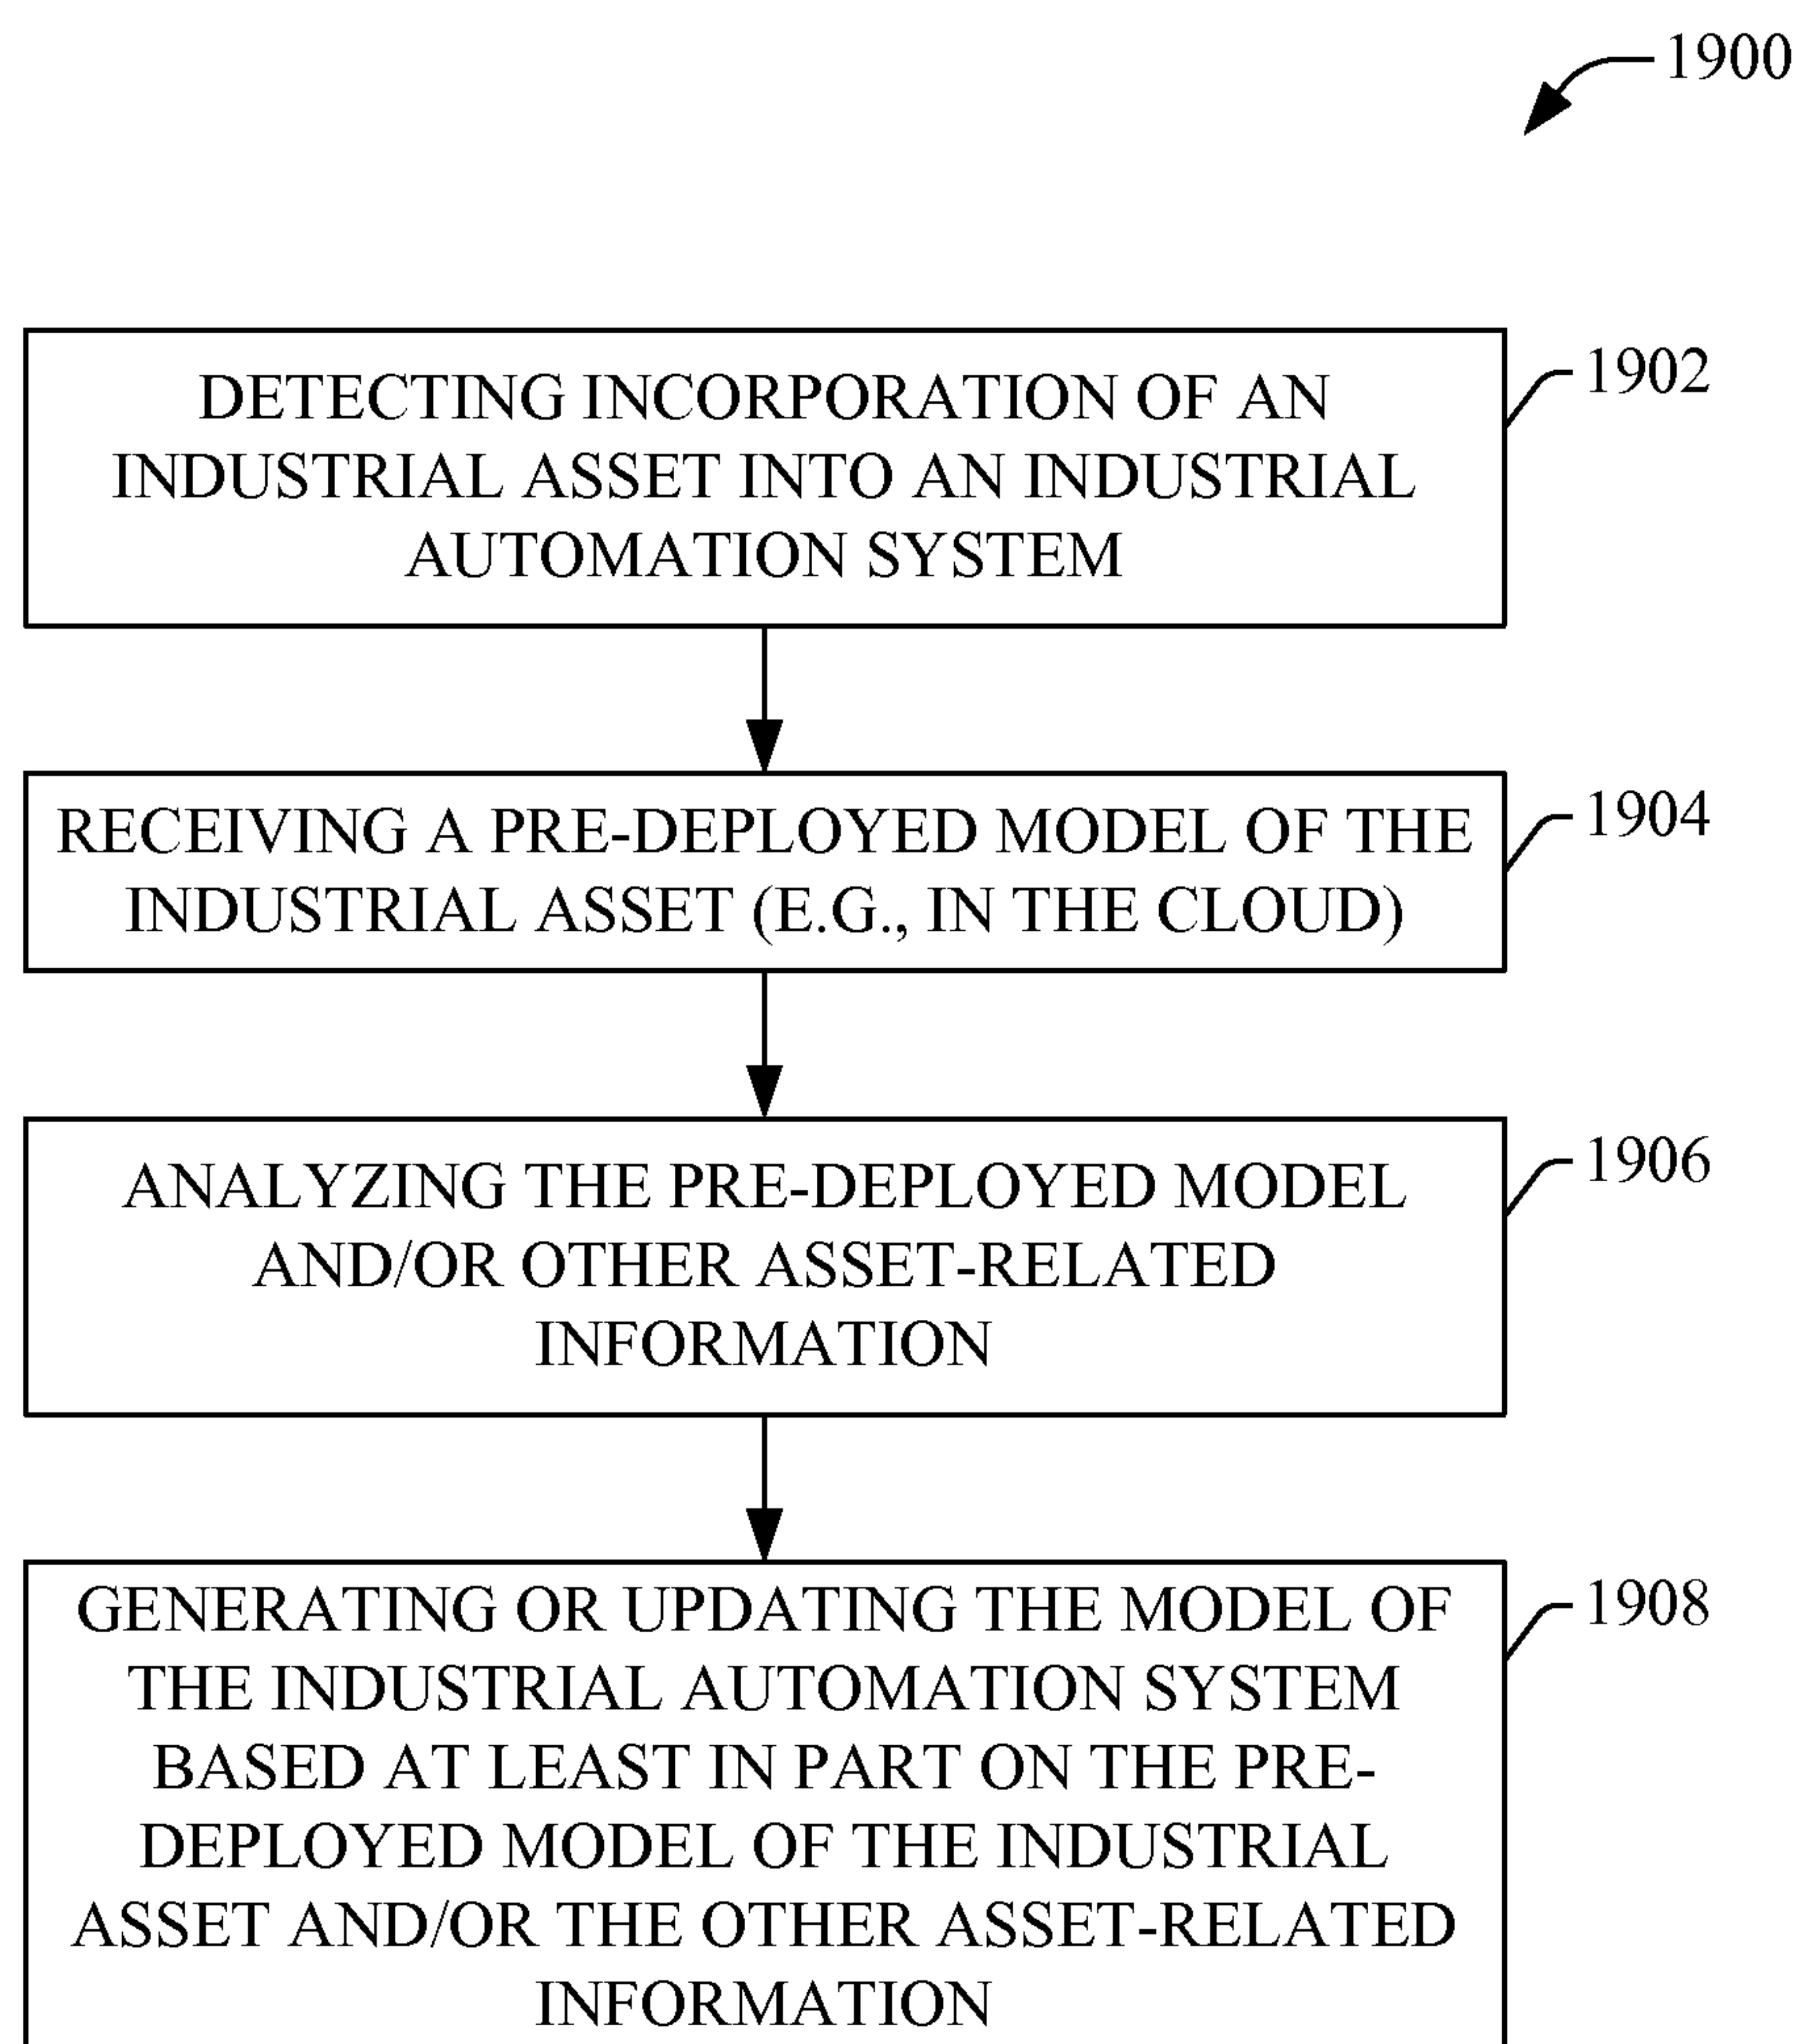 1900
DETECTING INCORPORATION OF AN
INDUSTRIAL ASSET INTO AN INDUSTRIAL
AUTOMATION SYSTEM
1902
RECEIVING A PRE-DEPLOYED MODEL OF THE
INDUSTRIAL ASSET (E.G., IN THE CLOUD)
1904
ANALYZING THE PRE-DEPLOYED MODEL
AND/OR OTHER ASSET-RELATED
INFORMATION
1906
GENERATING OR UPDATING THE MODEL OF
THE INDUSTRIAL AUTOMATION SYSTEM
BASED AT LEAST IN PART ON THE PRE-
DEPLOYED MODEL OF THE INDUSTRIAL
ASSET AND/OR THE OTHER ASSET-RELATED
INFORMATION
1908